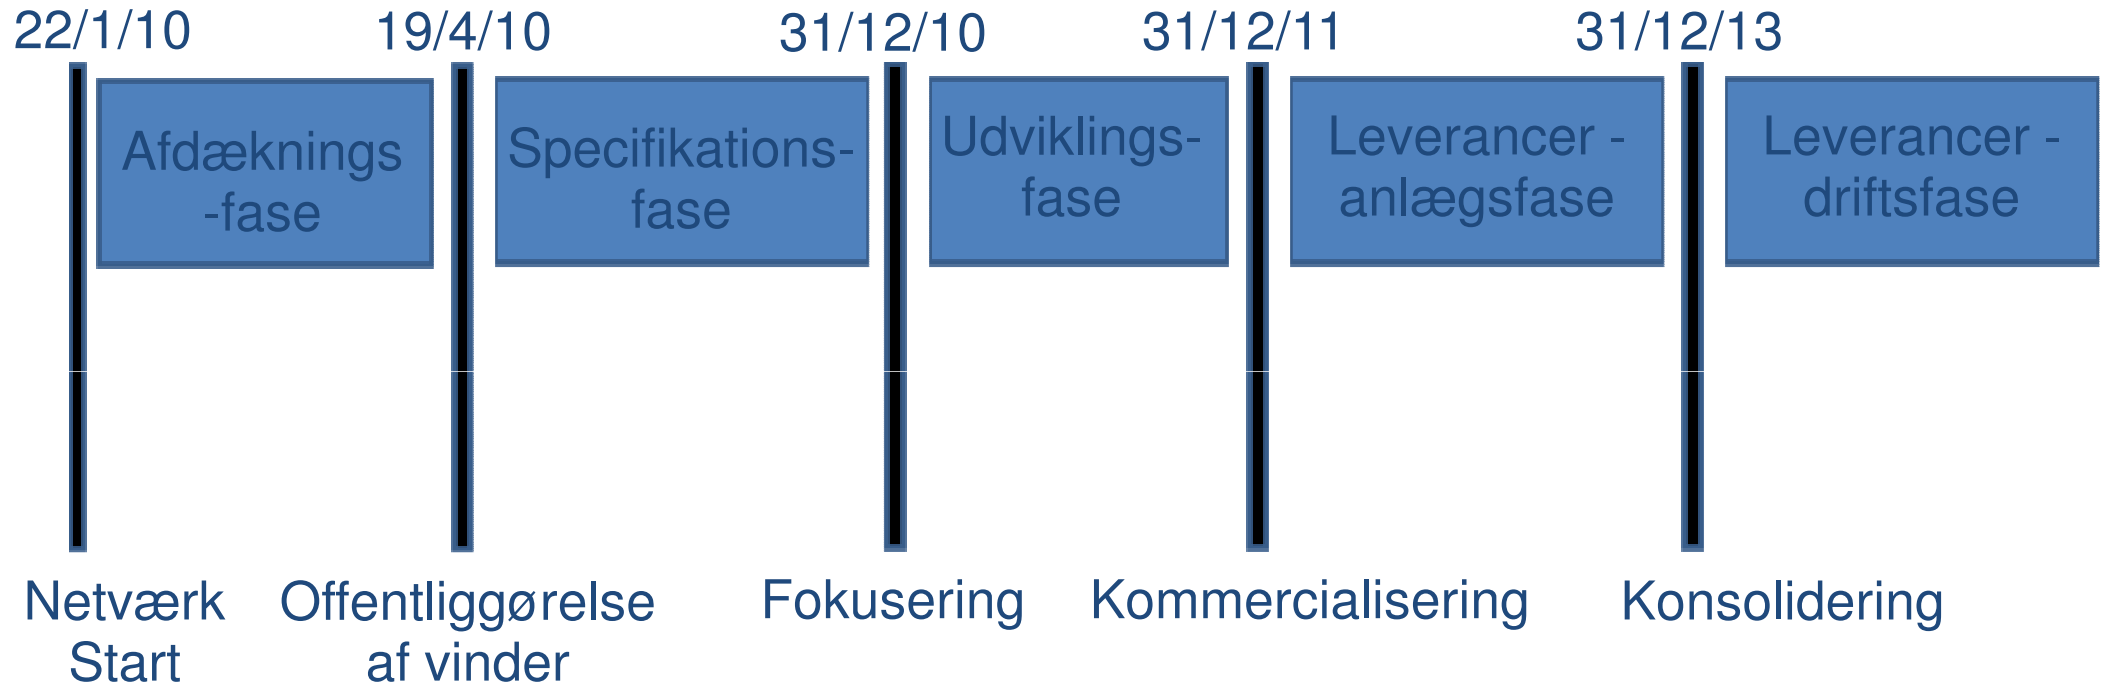 22/1/10
19/4/10
31/12/10
31/12/11
31/12/13
Afdæknings
-fase
Specifikations-
fase
Udviklings-
fase
Leverancer -
anlægsfase
Leverancer -
driftsfase
Netværk
Start
Offentliggørelse
af vinder
Fokusering
Kommercialisering
Konsolidering